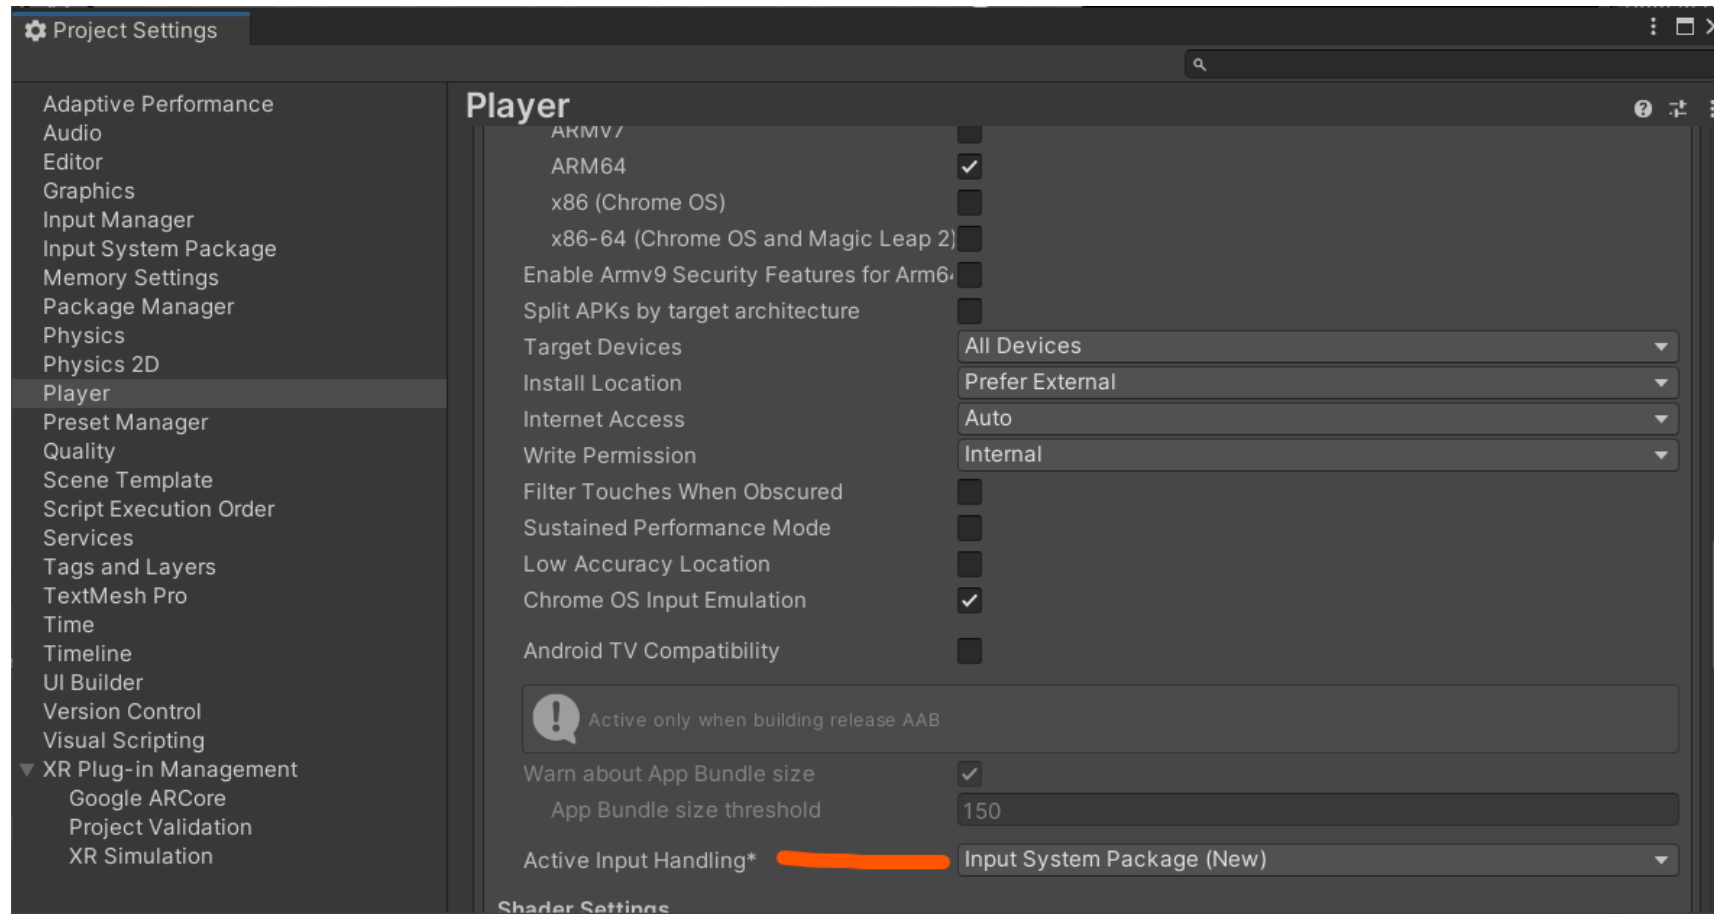 Project Settings
Adaptive Performance
Audio
Editor
Graphics
Input Manager
Input System Package
Memory Settings
Package Manager
Physics
Physics 2D
Player
Preset Manager
Quality
Scene Template
Script Execution Order
Services
Tags and Layers
TextMesh Pro
Time
Timeline
UI Builder
Version Control
Visual Scripting
XR Plug-in Management
Google ARCore
Project Validation
XR Simulation
Player
ARMv7
ARM64
x86 (Chrome OS)
x86-64 (Chrome OS and Magic Leap 2)
Enable Armv9 Security Features for Arm64
Split APKs by target architecture
Target Devices All Devices
Install Location Prefer External
Internet Access Auto
Write Permission Internal
Filter Touches When Obscured
Sustained Performance Mode
Low Accuracy Location
Chrome OS Input Emulation
Android TV Compatibility
Active only when building release AAB
Warn about App Bundle size
App Bundle size threshold 150
Active Input Handling* Input System Package (New)
Shader Settings